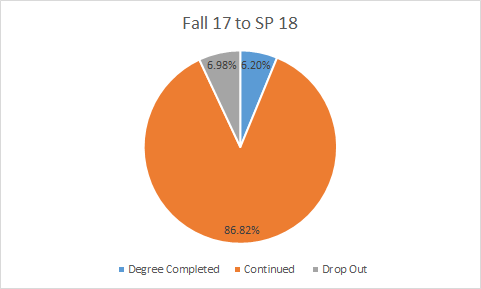 Fall 17 to SP 18
6.98% 6.20%
86.82%
Degree Completed Continued Drop Out